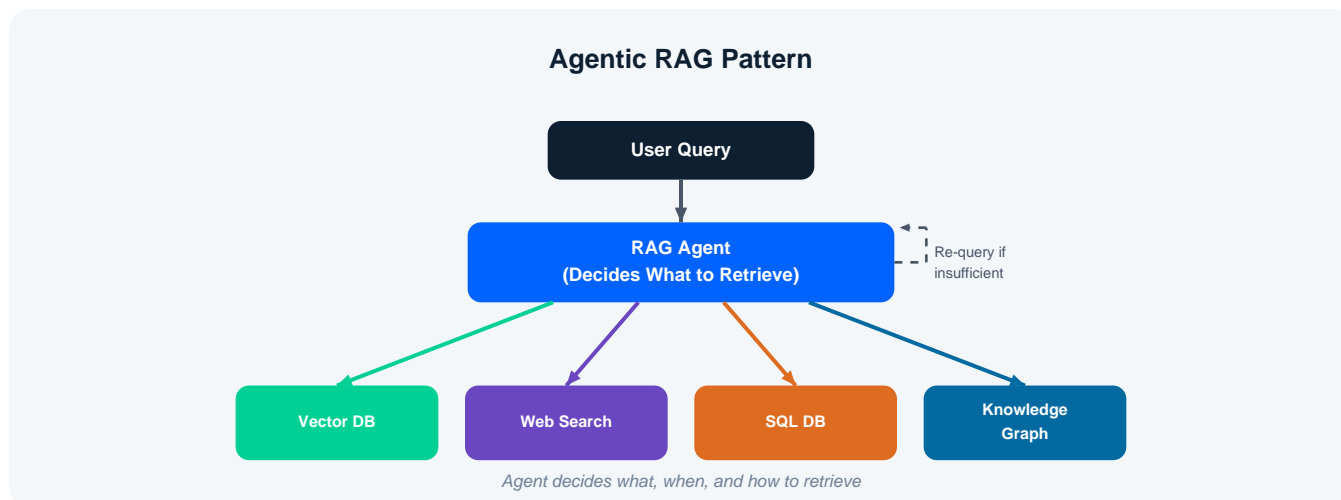 Agentic RAG Pattern
User Query
RAG Agent
(Decides What to Retrieve)
Re-query if
insufficient
Vector DB
Web Search
SQL DB
Knowledge
Graph
Agent decides what, when, and how to retrieve